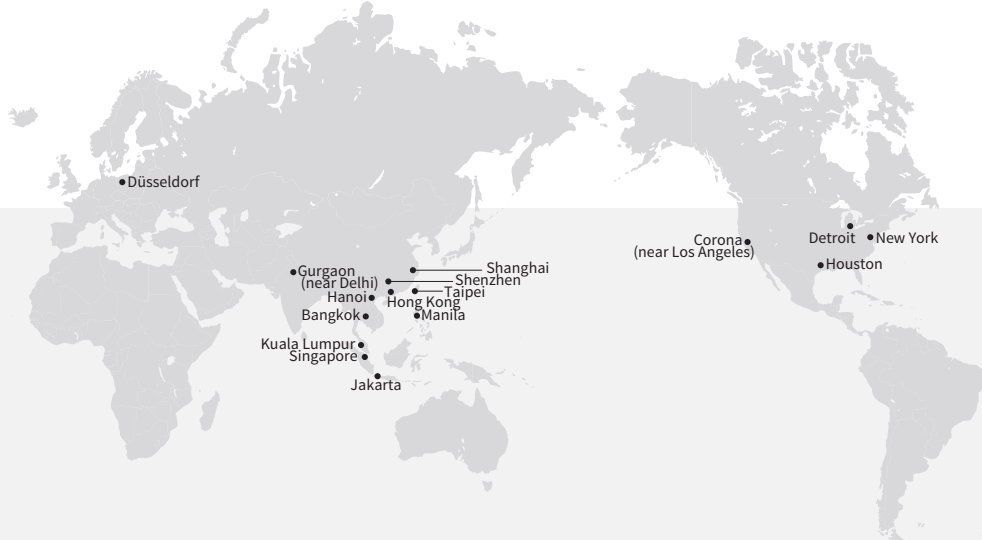 Düsseldorf
Corona
(near Los Angeles)
Detroit
New York
Houston
Gurgaon
(near Delhi)
Shanghai
Shenzhen
Taipei
Hanoi
Hong Kong
Bangkok
Manila
Kuala Lumpur
Singapore
Jakarta